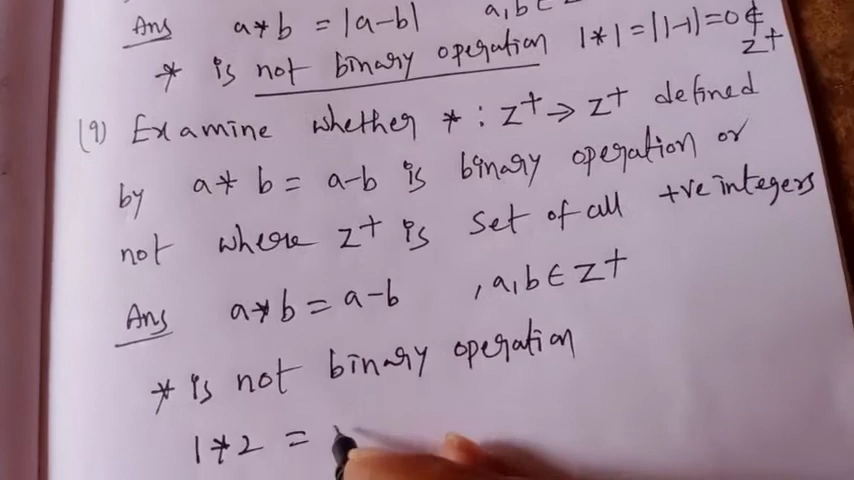 Ans a*b = |a-b| a,b ∈
* is not binary operation 1*1 = |1-1| = 0 ∉ Z+
(9) Examine whether * : Z+ → Z+ defined
by a* b = a-b is binary operation or
not where Z+ is set of all +ve integers
Ans a*b = a-b , a,b ∈ Z+
* is not binary operation
1*2 =